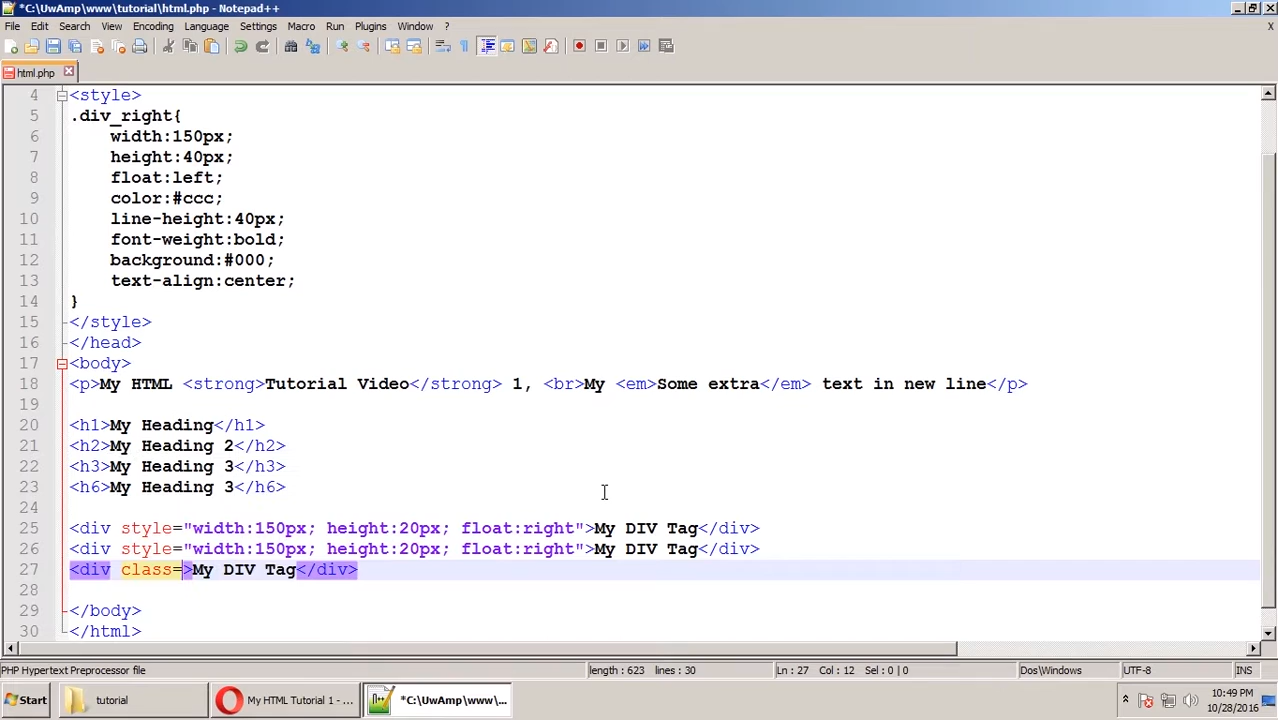 *C:\UwAmp\www\tutorial\html.php - Notepad++
File Edit Search View Encoding Language Settings Macro Run Plugins Window ? X
html.php
4 <style>
5 .div_right{
6 width:150px;
7 height:40px;
8 float:left;
9 color:#ccc;
10 line-height:40px;
11 font-weight:bold;
12 background:#000;
13 text-align:center;
14 }
15 </style>
16 </head>
17 <body>
18 <p>My HTML <strong>Tutorial Video</strong> 1, <br>My <em>Some extra</em> text in new line</p>
19
20 <h1>My Heading</h1>
21 <h2>My Heading 2</h2>
22 <h3>My Heading 3</h3>
23 <h6>My Heading 3</h6>
24
25 <div style="width:150px; height:20px; float:right">My DIV Tag</div>
26 <div style="width:150px; height:20px; float:right">My DIV Tag</div>
27 <div class=>My DIV Tag</div>
28
29 </body>
30 </html>
PHP Hypertext Preprocessor file length : 623 lines : 30 Ln : 27 Col : 12 Sel : 0 | 0 Dos\Windows UTF-8 INS
Start tutorial My HTML Tutorial 1 - ... *C:\UwAmp\www\... 10:49 PM
10/28/2016